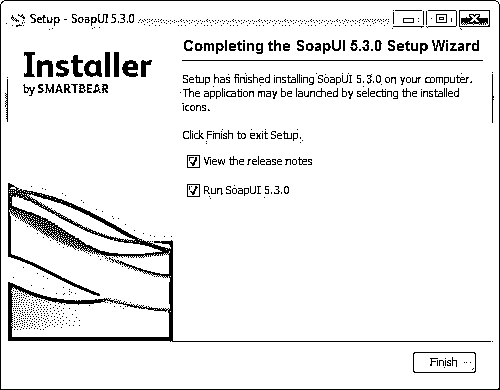 Setup - SoapUI 5.3.0
Installer
by SMARTBEAR
Completing the SoapUI 5.3.0 Setup Wizard
Setup has finished installing SoapUI 5.3.0 on your computer.
The application may be launched by selecting the installed
icons.
Click Finish to exit Setup.
View the release notes
Run SoapUI 5.3.0
Finish